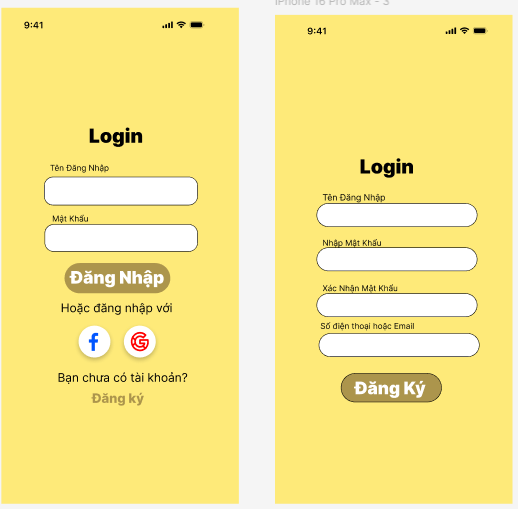 iPhone 16 Pro Max - 3
9:41
Login
Tên Đăng Nhập
Mật Khẩu
Đăng Nhập
Hoặc đăng nhập với
Bạn chưa có tài khoản?
Đăng ký
9:41
Login
Tên Đăng Nhập
Nhập Mật Khẩu
Xác Nhận Mật Khẩu
Số điện thoại hoặc Email
Đăng Ký